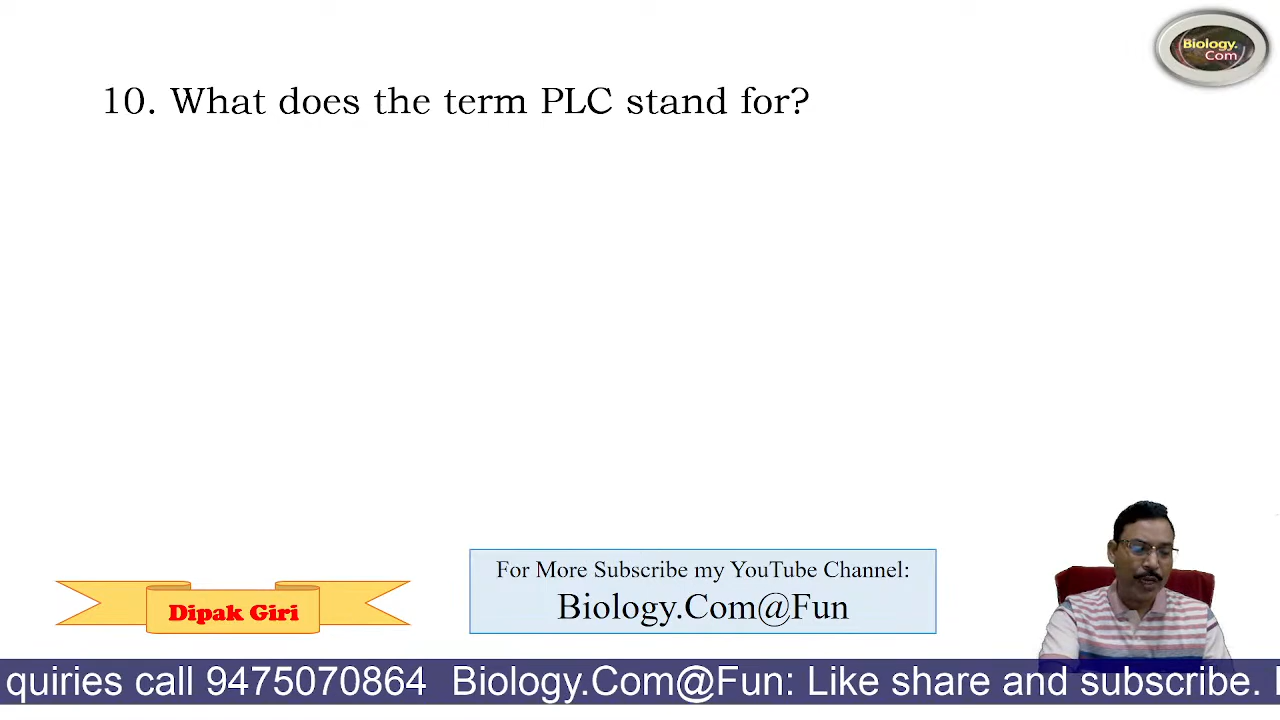 Biology.
Com
10. What does the term PLC stand for?
For More Subscribe my YouTube Channel:
Biology.Com@Fun
Dipak Giri
quiries call 9475070864 Biology.Com@Fun: Like share and subscribe.